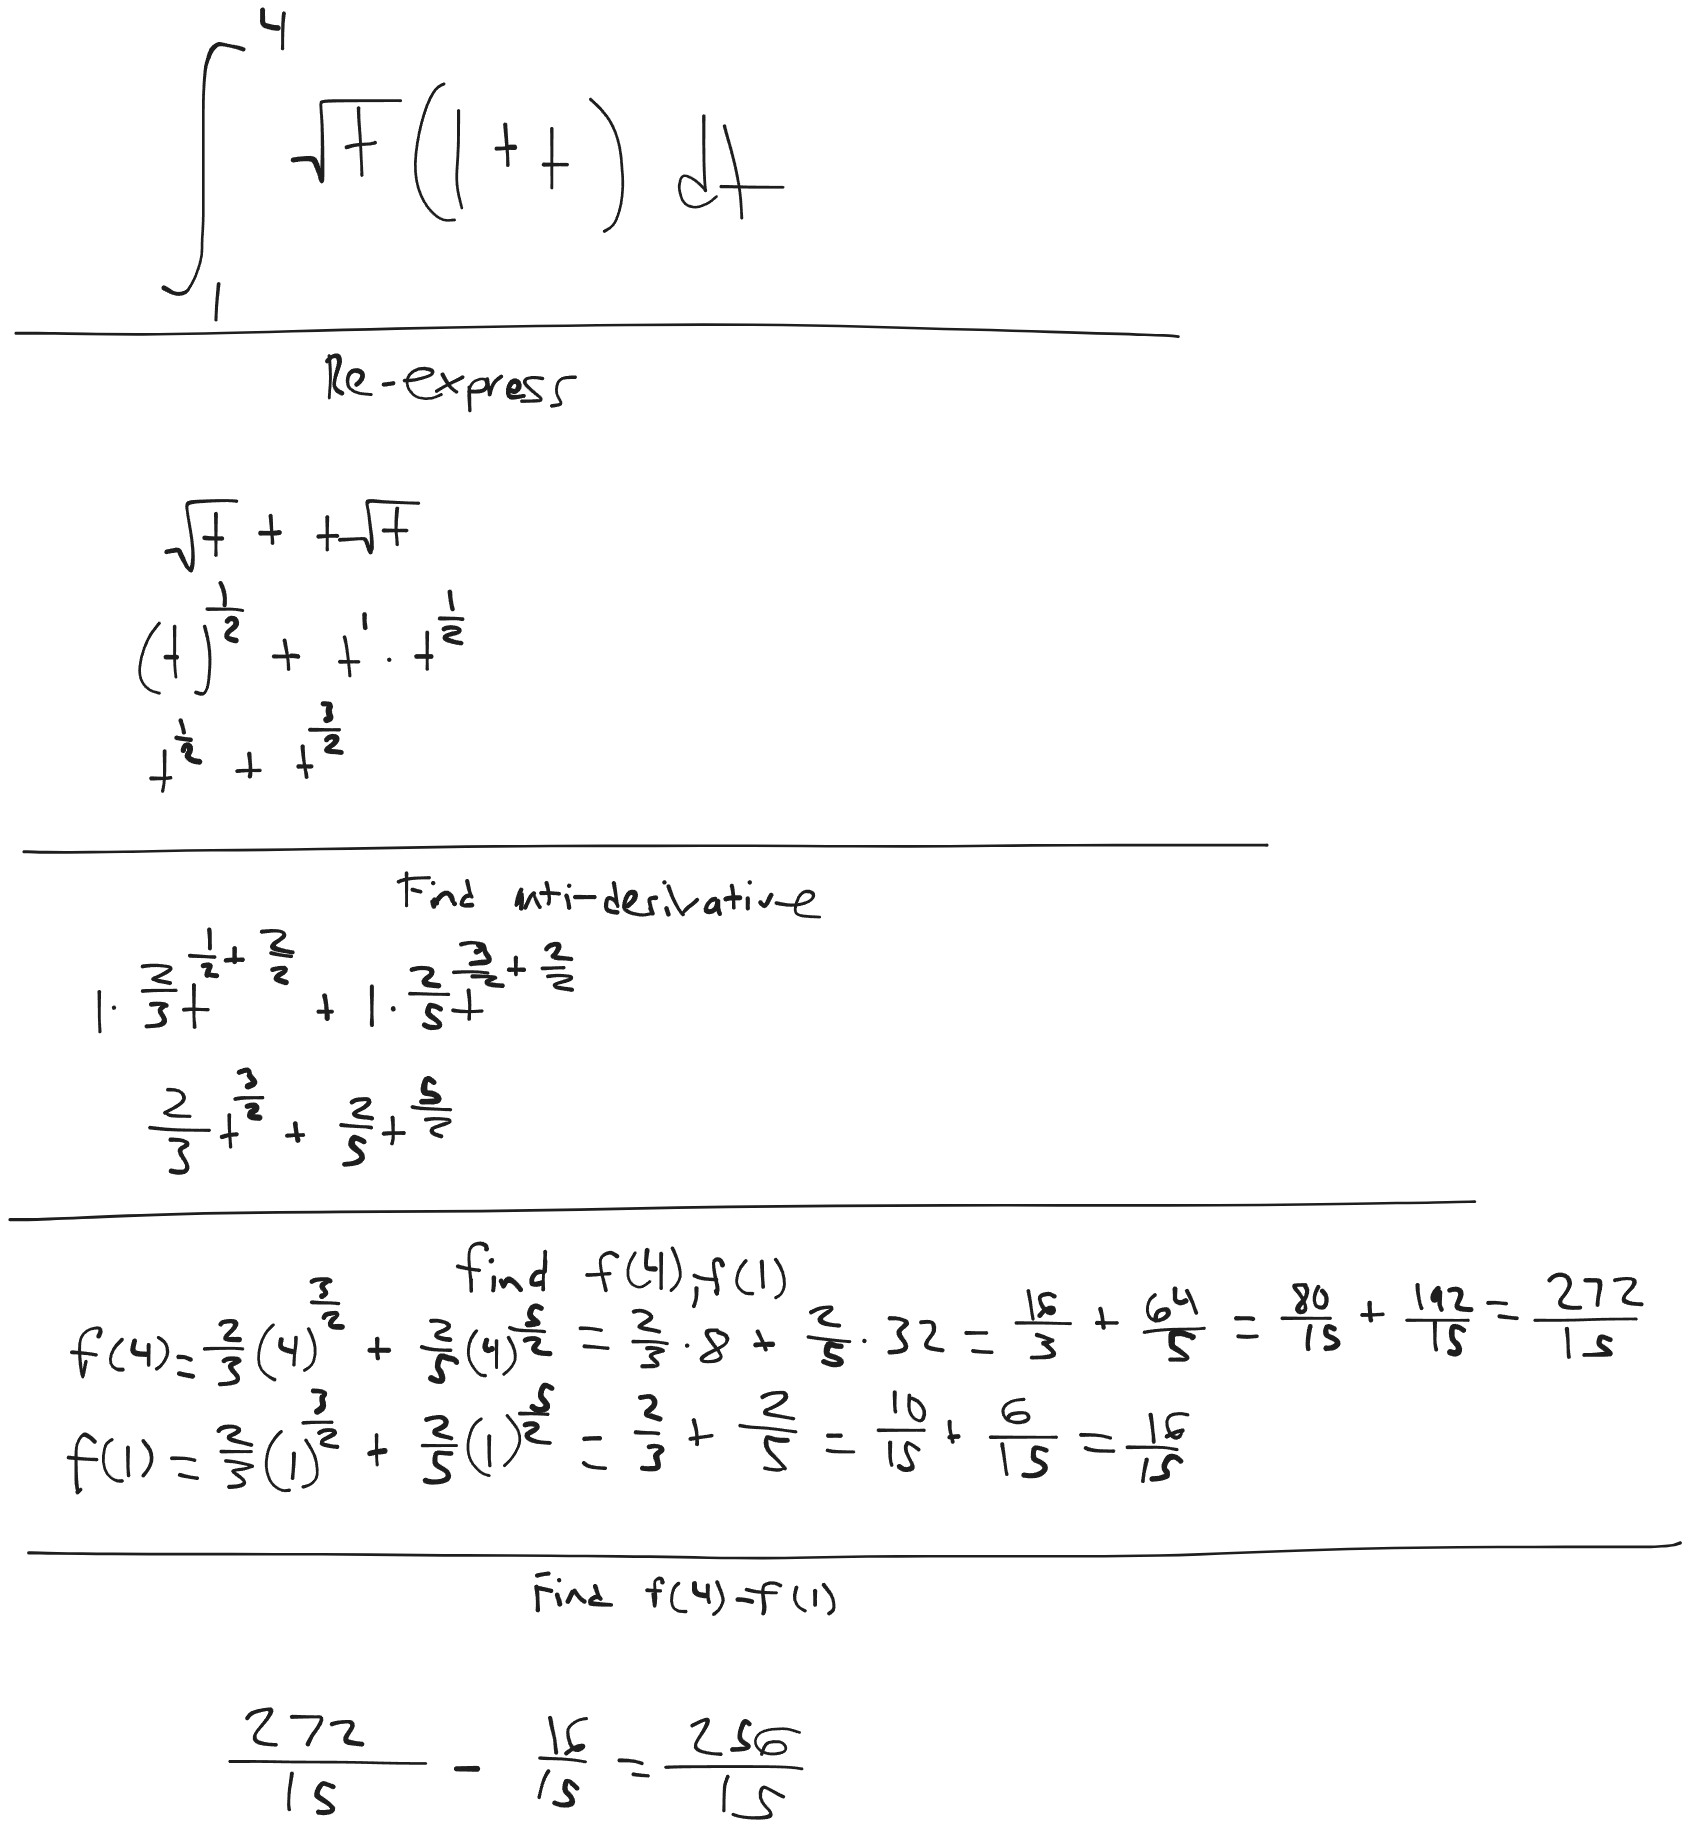 ∫₁⁴ √t (1 + t) dt
Re-express
√t + t√t
(t)^(1/2) + t^1 · t^(1/2)
t^(1/2) + t^(3/2)
Find anti-derivative
1 · 2/3 t^(1/2 + 2/2) + 1 · 2/5 t^(3/2 + 2/2)
2/3 t^(3/2) + 2/5 t^(5/2)
find f(4), f(1)
f(4) = 2/3 (4)^(3/2) + 2/5 (4)^(5/2) = 2/3 · 8 + 2/5 · 32 = 16/3 + 64/5 = 80/15 + 192/15 = 272/15
f(1) = 2/3 (1)^(3/2) + 2/5 (1)^(5/2) = 2/3 + 2/5 = 10/15 + 6/15 = 16/15
Find f(4) - f(1)
272/15 - 16/15 = 256/15